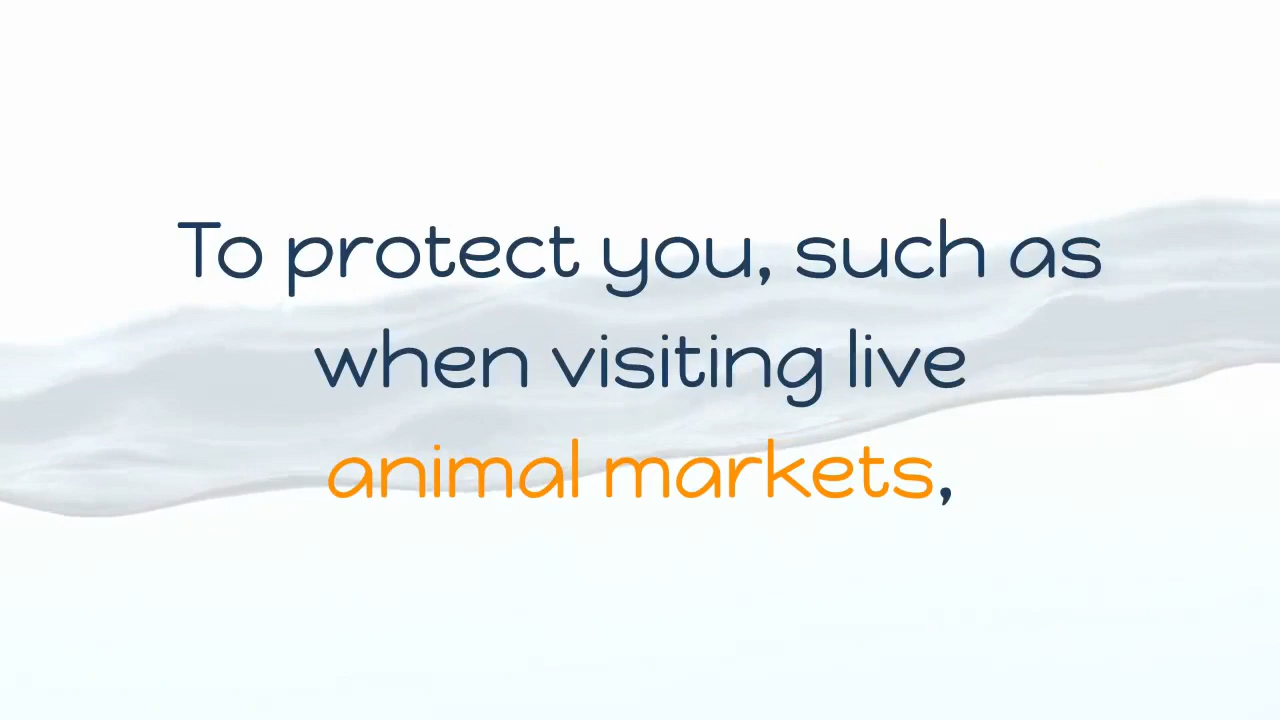 To protect you, such as
when visiting live
animal markets,